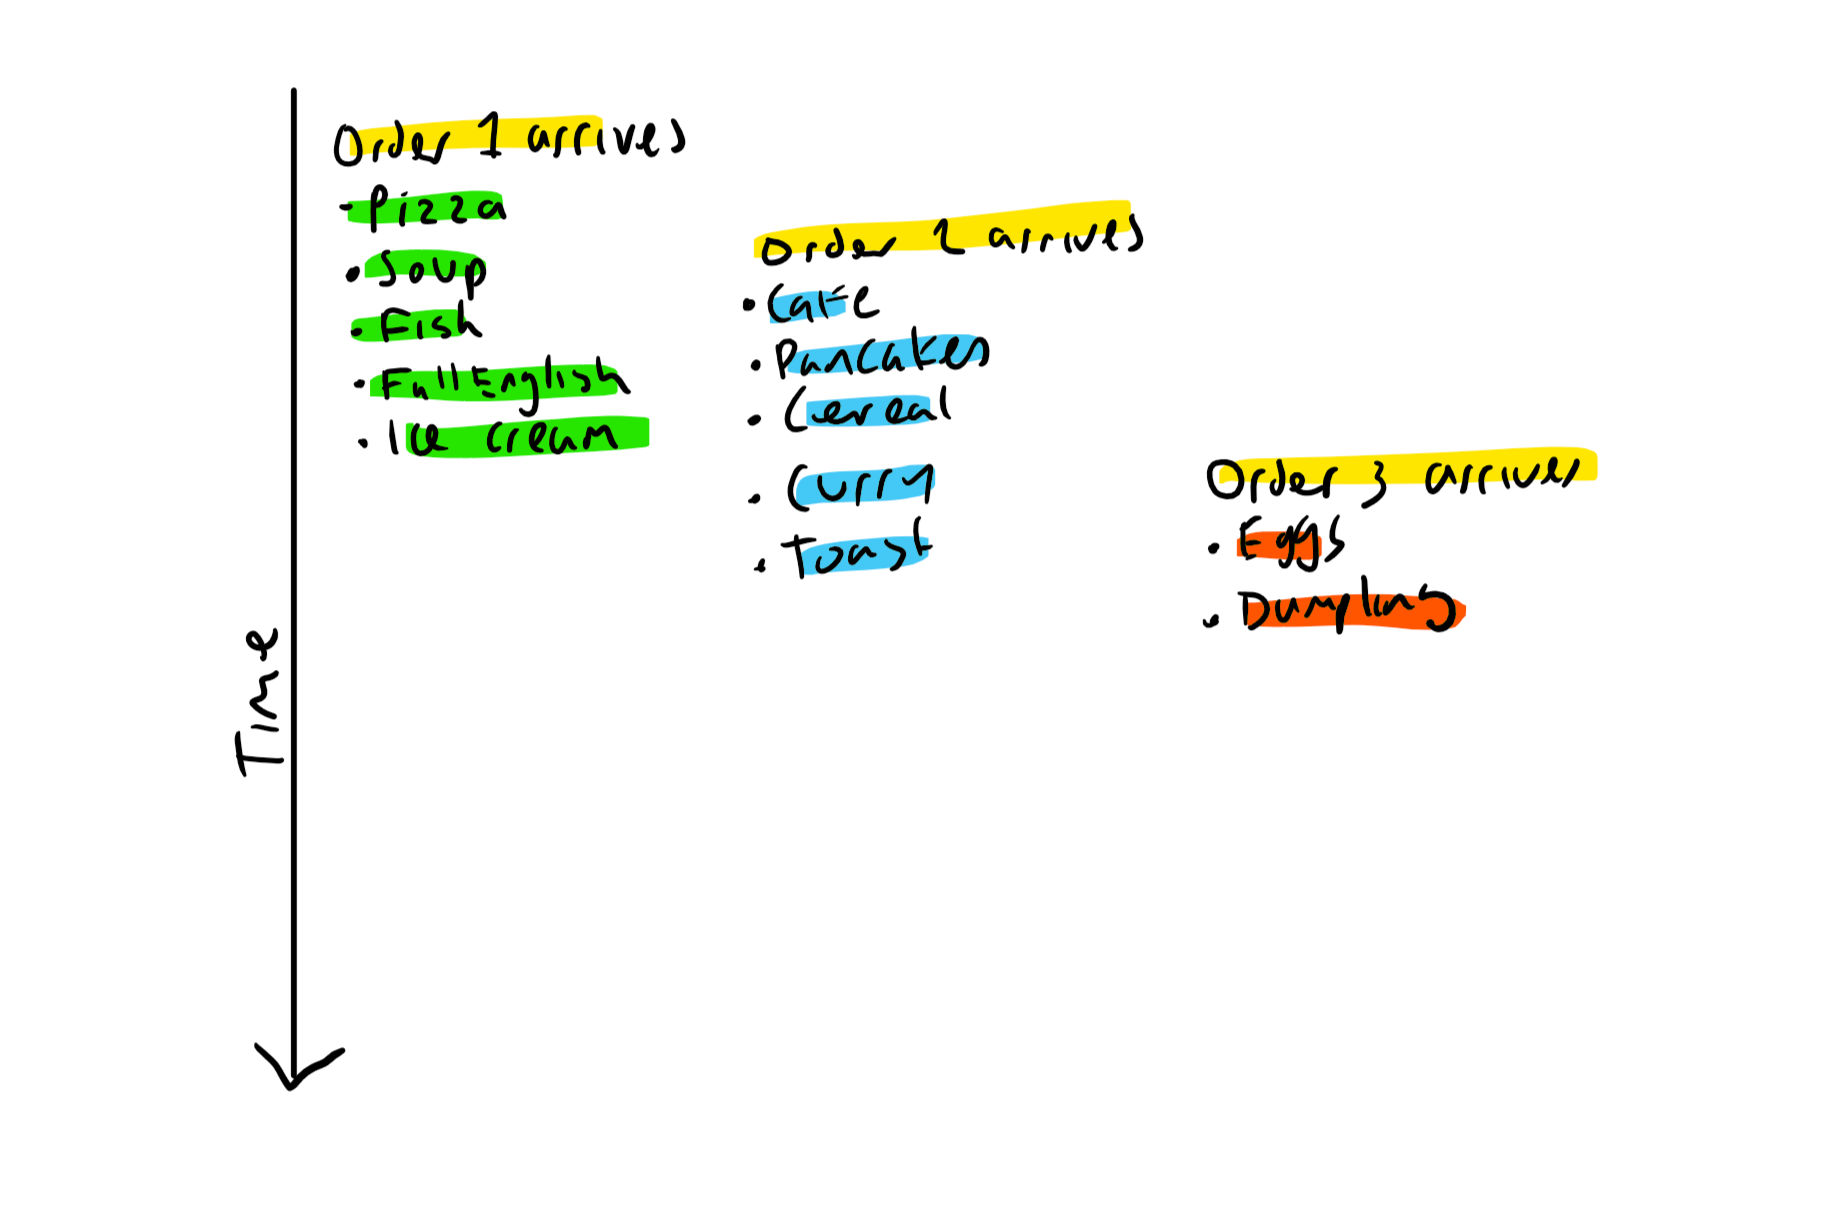 Order 1 arrives
- Pizza
• Soup
• Fish
• Full English
• Ice cream
Order 2 arrives
• Cake
• Pancakes
• Cereal
• Curry
• Toast
Order 3 arrives
• Eggs
• Dumpling
Time